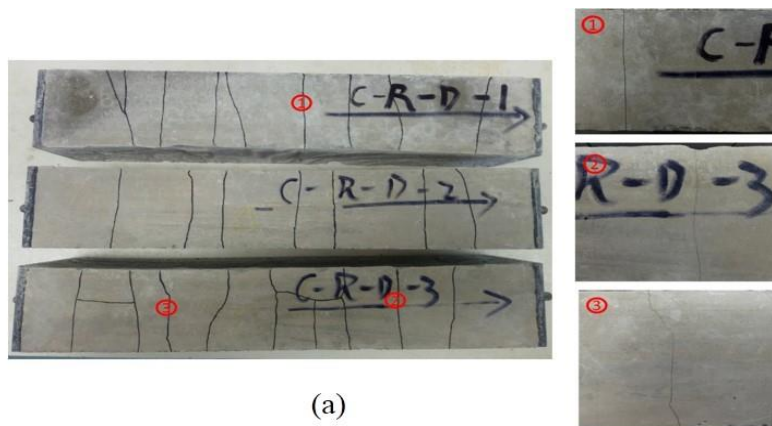 ① C-R-D-1
C-R-D-2
③ C-R-D-3 ②
①
C-R
②
R-D-3
③
(a)